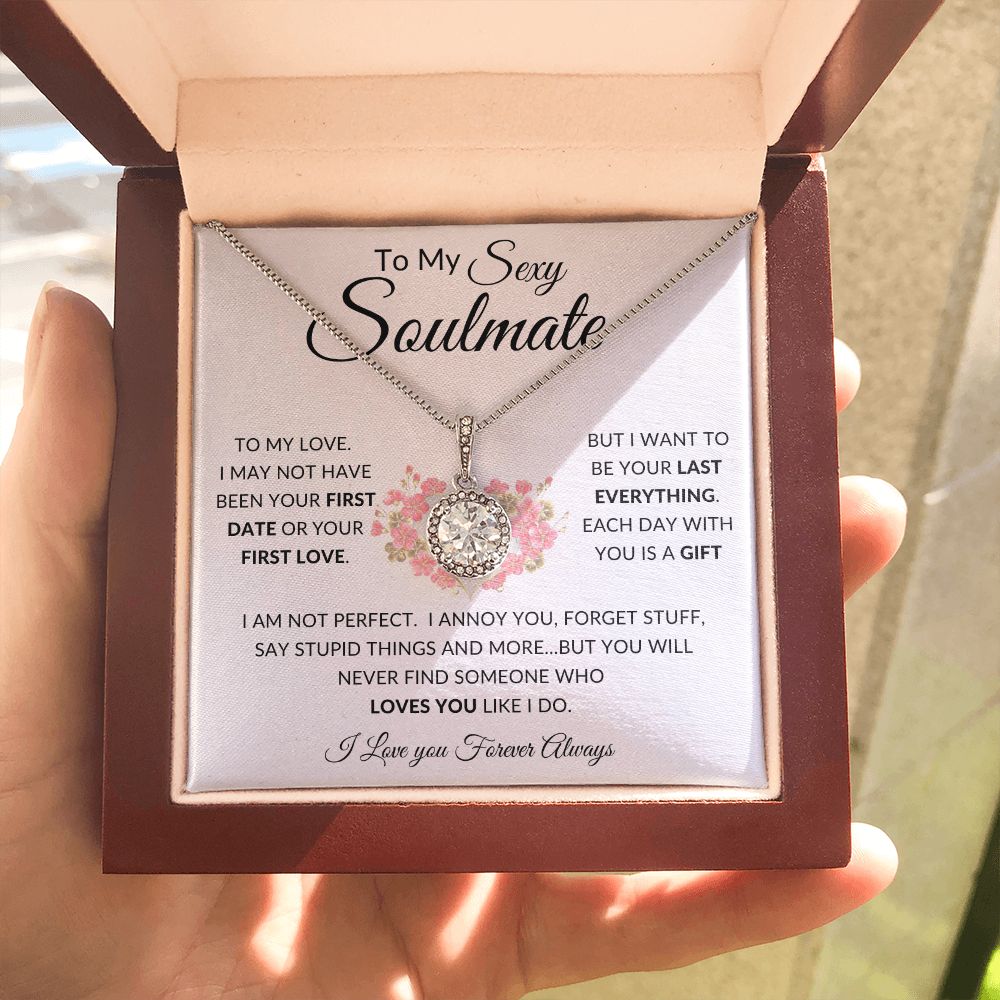 To My Sexy
Soulmate
TO MY LOVE.
I MAY NOT HAVE
BEEN YOUR FIRST
DATE OR YOUR
FIRST LOVE.
BUT I WANT TO
BE YOUR LAST
EVERYTHING.
EACH DAY WITH
YOU IS A GIFT
I AM NOT PERFECT.  I ANNOY YOU, FORGET STUFF,
SAY STUPID THINGS AND MORE...BUT YOU WILL
NEVER FIND SOMEONE WHO
LOVES YOU LIKE I DO.
I Love you Forever Always